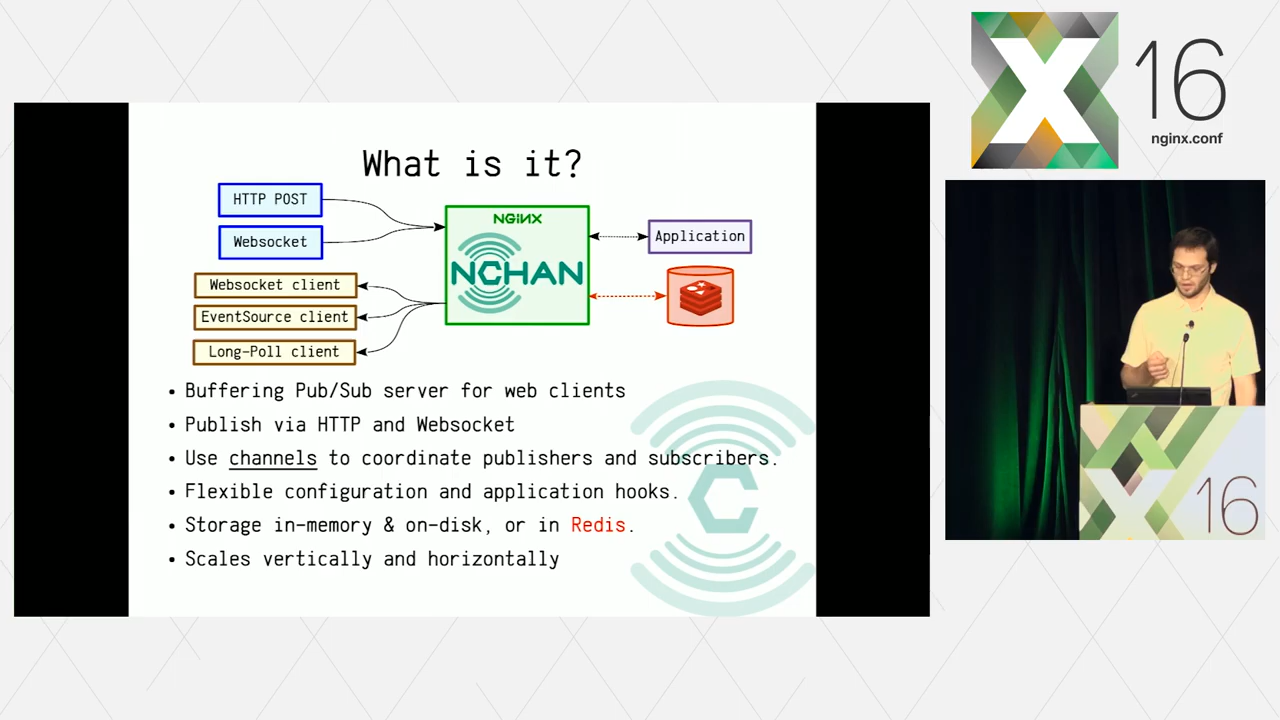 What is it?
HTTP POST
Websocket
Websocket client
EventSource client
Long-Poll client
NGINX
NCHAN
Application
• Buffering Pub/Sub server for web clients
• Publish via HTTP and Websocket
• Use channels to coordinate publishers and subscribers.
• Flexible configuration and application hooks.
• Storage in-memory & on-disk, or in Redis.
• Scales vertically and horizontally
C
X 16
nginx.conf
X 16